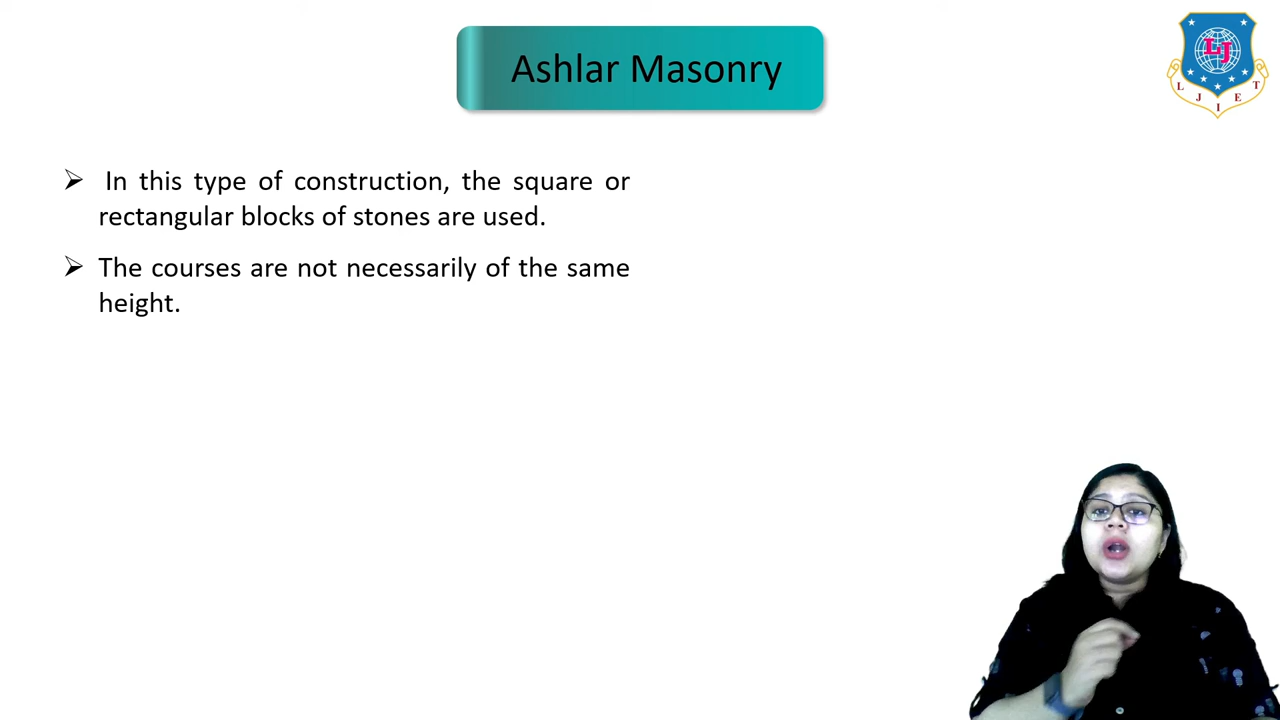 Ashlar Masonry
LJ
L J I E T
➢ In this type of construction, the square or
rectangular blocks of stones are used.
➢ The courses are not necessarily of the same
height.